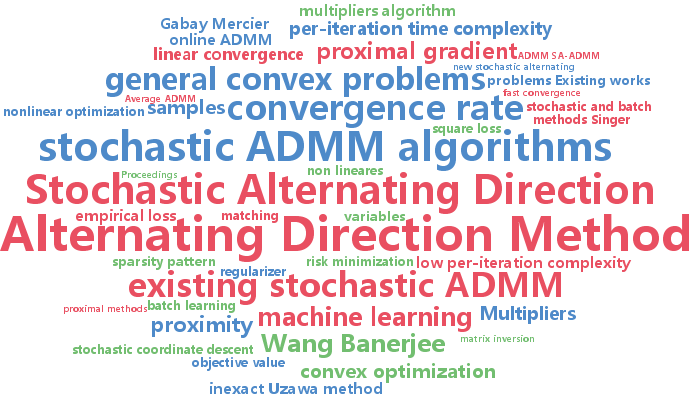 multipliers algorithm
Gabay Mercier
per-iteration time complexity
online ADMM
linear convergence
proximal gradient
ADMM SA-ADMM
new stochastic alternating
general convex problems
problems Existing works
fast convergence
Average ADMM
nonlinear optimization
samples
convergence rate
stochastic and batch
methods Singer
square loss
stochastic ADMM algorithms
non lineares
Proceedings
Stochastic Alternating Direction
empirical loss
matching
variables
Alternating Direction Method
sparsity pattern
regularizer
risk minimization
low per-iteration complexity
existing stochastic ADMM
proximal methods
batch learning
machine learning
Multipliers
proximity
Wang Banerjee
matrix inversion
stochastic coordinate descent
objective value
convex optimization
inexact Uzawa method